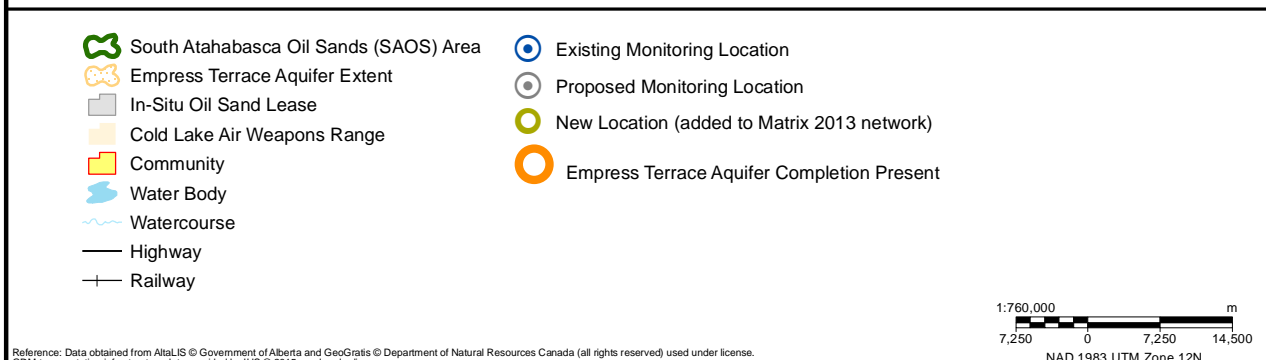 South Atahabasca Oil Sands (SAOS) Area
Empress Terrace Aquifer Extent
In-Situ Oil Sand Lease
Cold Lake Air Weapons Range
Community
Water Body
Watercourse
Highway
Railway
Existing Monitoring Location
Proposed Monitoring Location
New Location (added to Matrix 2013 network)
Empress Terrace Aquifer Completion Present
1:760,000 m
7,250 0 7,250 14,500
NAD 1983 UTM Zone 12N
Reference: Data obtained from AltaLIS © Government of Alberta and GeoGratis © Department of Natural Resources Canada (all rights reserved) used under license.